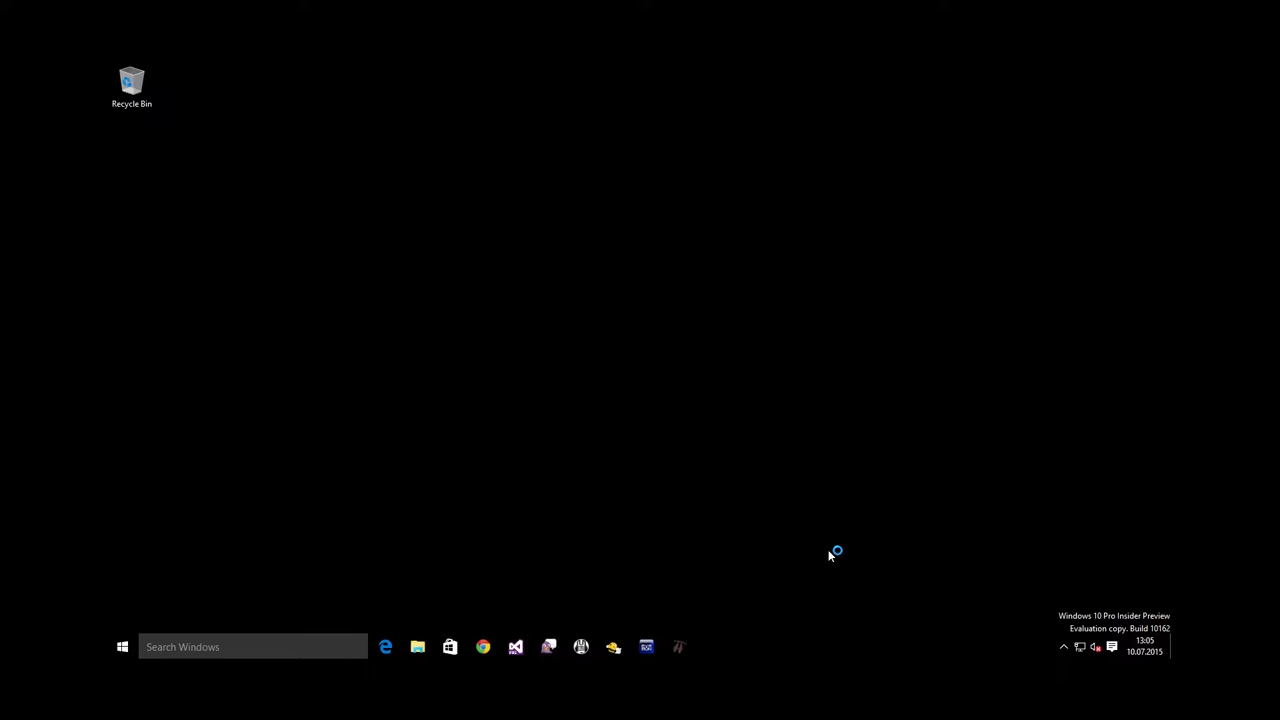 Recycle Bin
Windows 10 Pro Insider Preview
Evaluation copy. Build 10162
Search Windows
13:05
10.07.2015